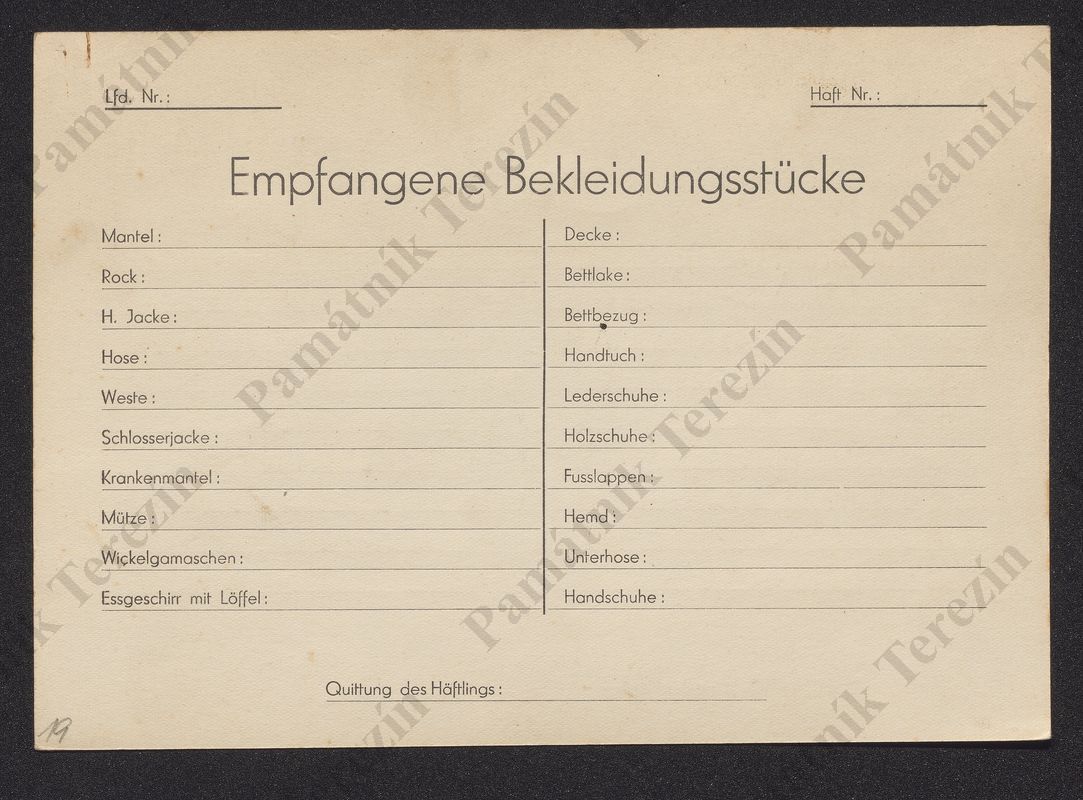 Lfd. Nr.:
Haft Nr.:
Empfangene Bekleidungsstücke
Mantel:
Rock:
H. Jacke:
Hose:
Weste:
Schlosserjacke:
Krankenmantel:
Mütze:
Wickelgamaschen:
Essgeschirr mit Löffel:
Decke:
Bettlake:
Bettbezug:
Handtuch:
Lederschuhe:
Holzschuhe:
Fusslappen:
Hemd:
Unterhose:
Handschuhe:
Quittung des Häftlings:
19
Památník Terezín